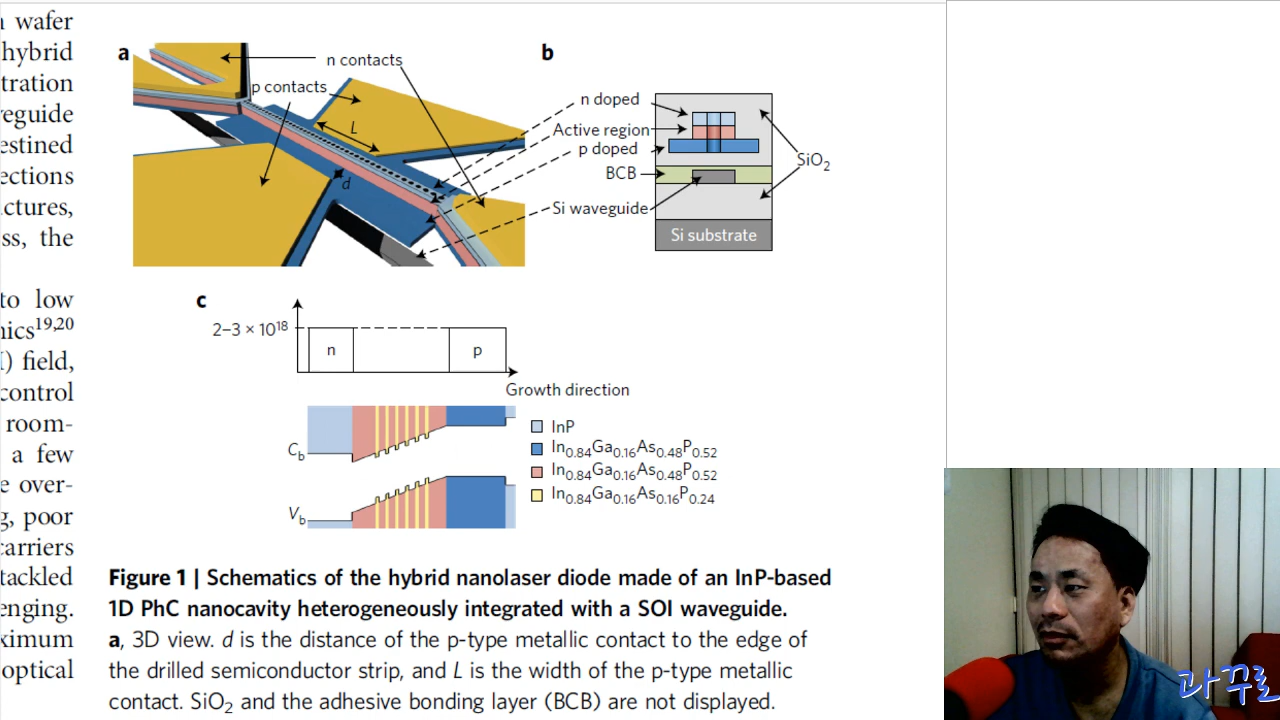 n wafer
hybrid
tration
reguide
estined
ections
ictures,
ss, the
to low
nics19,20
I) field,
control
room-
a few
e over-
g, poor
carriers
tackled
enging.
ximum
optical
a
n contacts
p contacts
L
d
b
n doped
Active region
p doped
BCB
Si waveguide
SiO2
Si substrate
c
2–3 × 10^18
n
p
Growth direction
Cb
Vb
InP
In0.84Ga0.16As0.48P0.52
In0.84Ga0.16As0.48P0.52
In0.84Ga0.16As0.16P0.24
Figure 1 | Schematics of the hybrid nanolaser diode made of an InP-based
1D PhC nanocavity heterogeneously integrated with a SOI waveguide.
a, 3D view. d is the distance of the p-type metallic contact to the edge of
the drilled semiconductor strip, and L is the width of the p-type metallic
contact. SiO2 and the adhesive bonding layer (BCB) are not displayed.
과꾸로